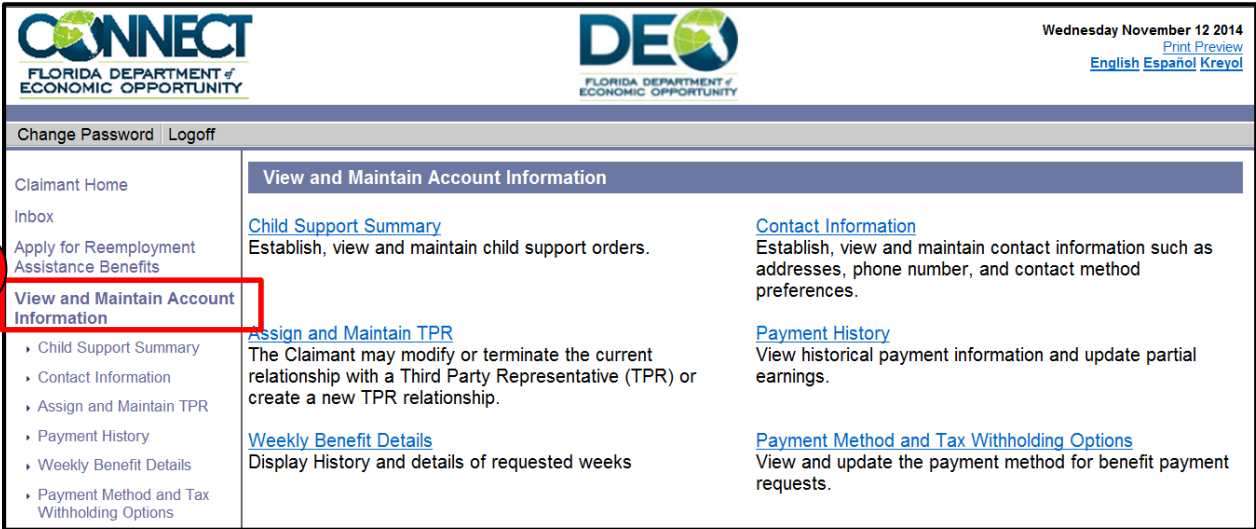 CONNECT
FLORIDA DEPARTMENT of
ECONOMIC OPPORTUNITY
DEO
FLORIDA DEPARTMENT of
ECONOMIC OPPORTUNITY
Wednesday November 12 2014
Print Preview
English Español Kreyol
Change Password Logoff
Claimant Home
Inbox
Apply for Reemployment
Assistance Benefits
View and Maintain Account
Information
Child Support Summary
Contact Information
Assign and Maintain TPR
Payment History
Weekly Benefit Details
Payment Method and Tax
Withholding Options
View and Maintain Account Information
Child Support Summary
Establish, view and maintain child support orders.
Contact Information
Establish, view and maintain contact information such as
addresses, phone number, and contact method
preferences.
Assign and Maintain TPR
The Claimant may modify or terminate the current
relationship with a Third Party Representative (TPR) or
create a new TPR relationship.
Payment History
View historical payment information and update partial
earnings.
Weekly Benefit Details
Display History and details of requested weeks
Payment Method and Tax Withholding Options
View and update the payment method for benefit payment
requests.